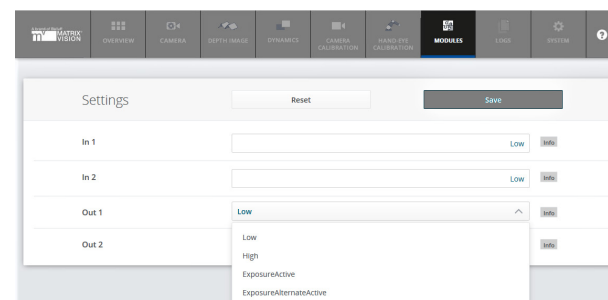 MATRIX
VISION
OVERVIEW
CAMERA
DEPTH IMAGE
DYNAMICS
CAMERA
CALIBRATION
HAND-EYE
CALIBRATION
MODULES
LOGS
SYSTEM
?
Settings
Reset
Save
In 1
Low
Info
In 2
Low
Info
Out 1
Low
Info
Out 2
Info
Low
High
ExposureActive
ExposureAlternateActive